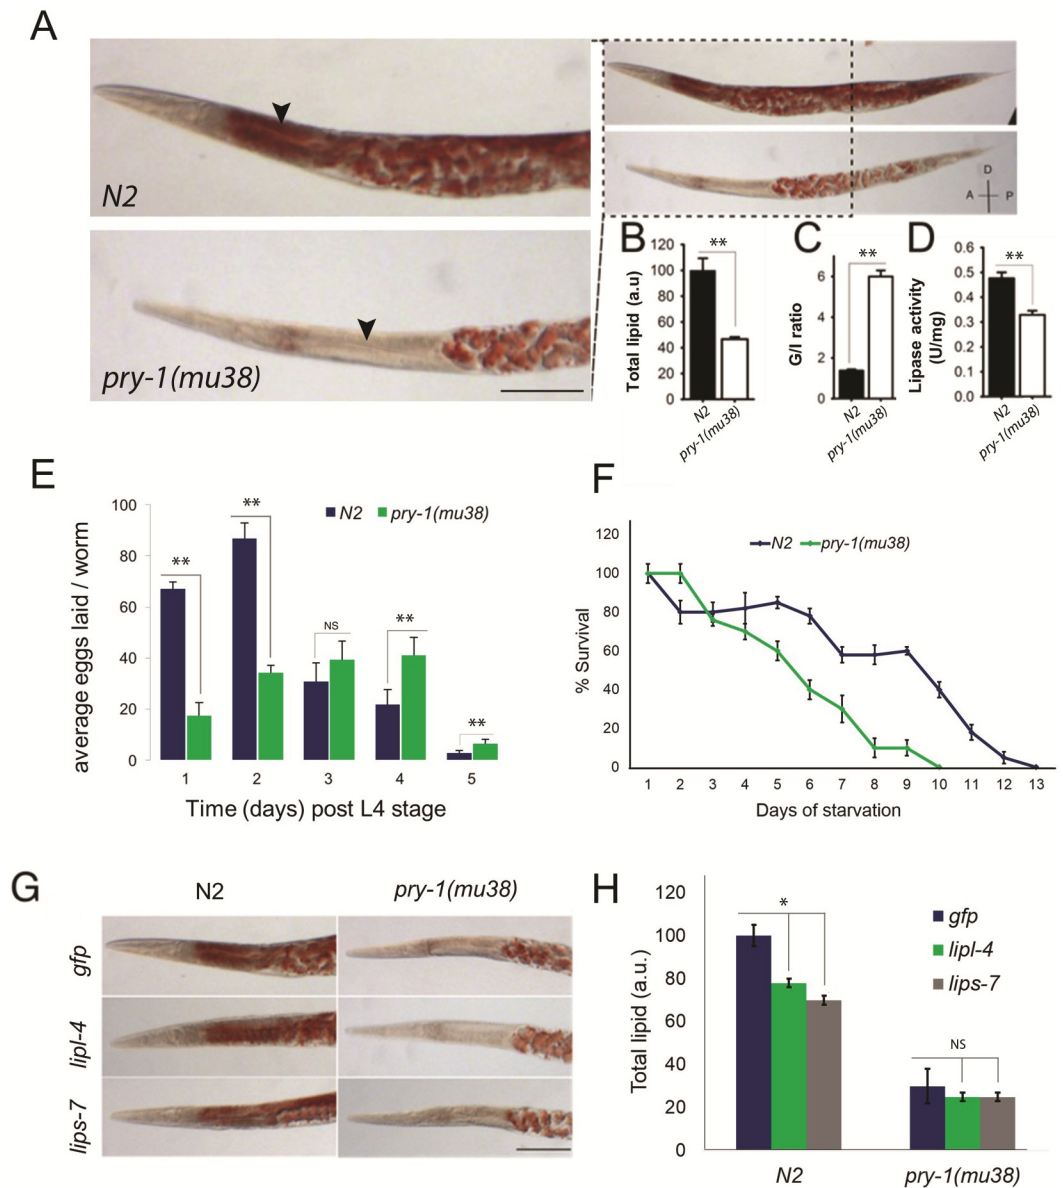 A
N2
pry-1(mu38)
D
A P
B
**
120
100
80
60
40
20
0
Total lipid (a.u)
N2
pry-1(mu38)
C
**
6
4
2
0
G/I ratio
N2
pry-1(mu38)
D
**
0.6
0.5
0.4
0.3
0.2
0.1
0.0
Lipase activity
(U/mg)
N2
pry-1(mu38)
E
N2 pry-1(mu38)
100
80
60
40
20
0
average eggs laid / worm
**
**
NS
**
**
1 2 3 4 5
Time (days) post L4 stage
F
N2 pry-1(mu38)
120
100
80
60
40
20
0
% Survival
1 2 3 4 5 6 7 8 9 10 11 12 13
Days of starvation
G
N2 pry-1(mu38)
gfp
lipl-4
lips-7
H
120
100
80
60
40
20
0
Total lipid (a.u.)
*
NS
gfp
lipl-4
lips-7
N2 pry-1(mu38)